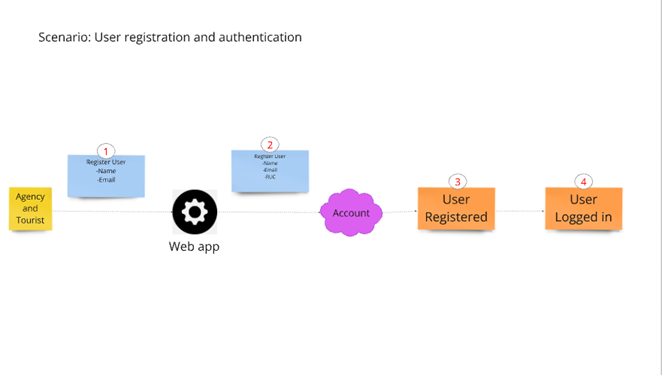 Scenario: User registration and authentication
1
Register User
-Name
-Email
2
Register User
-Name
-Email
-RUC
3
4
Agency
and
Tourist
Web app
Account
User
Registered
User
Logged in